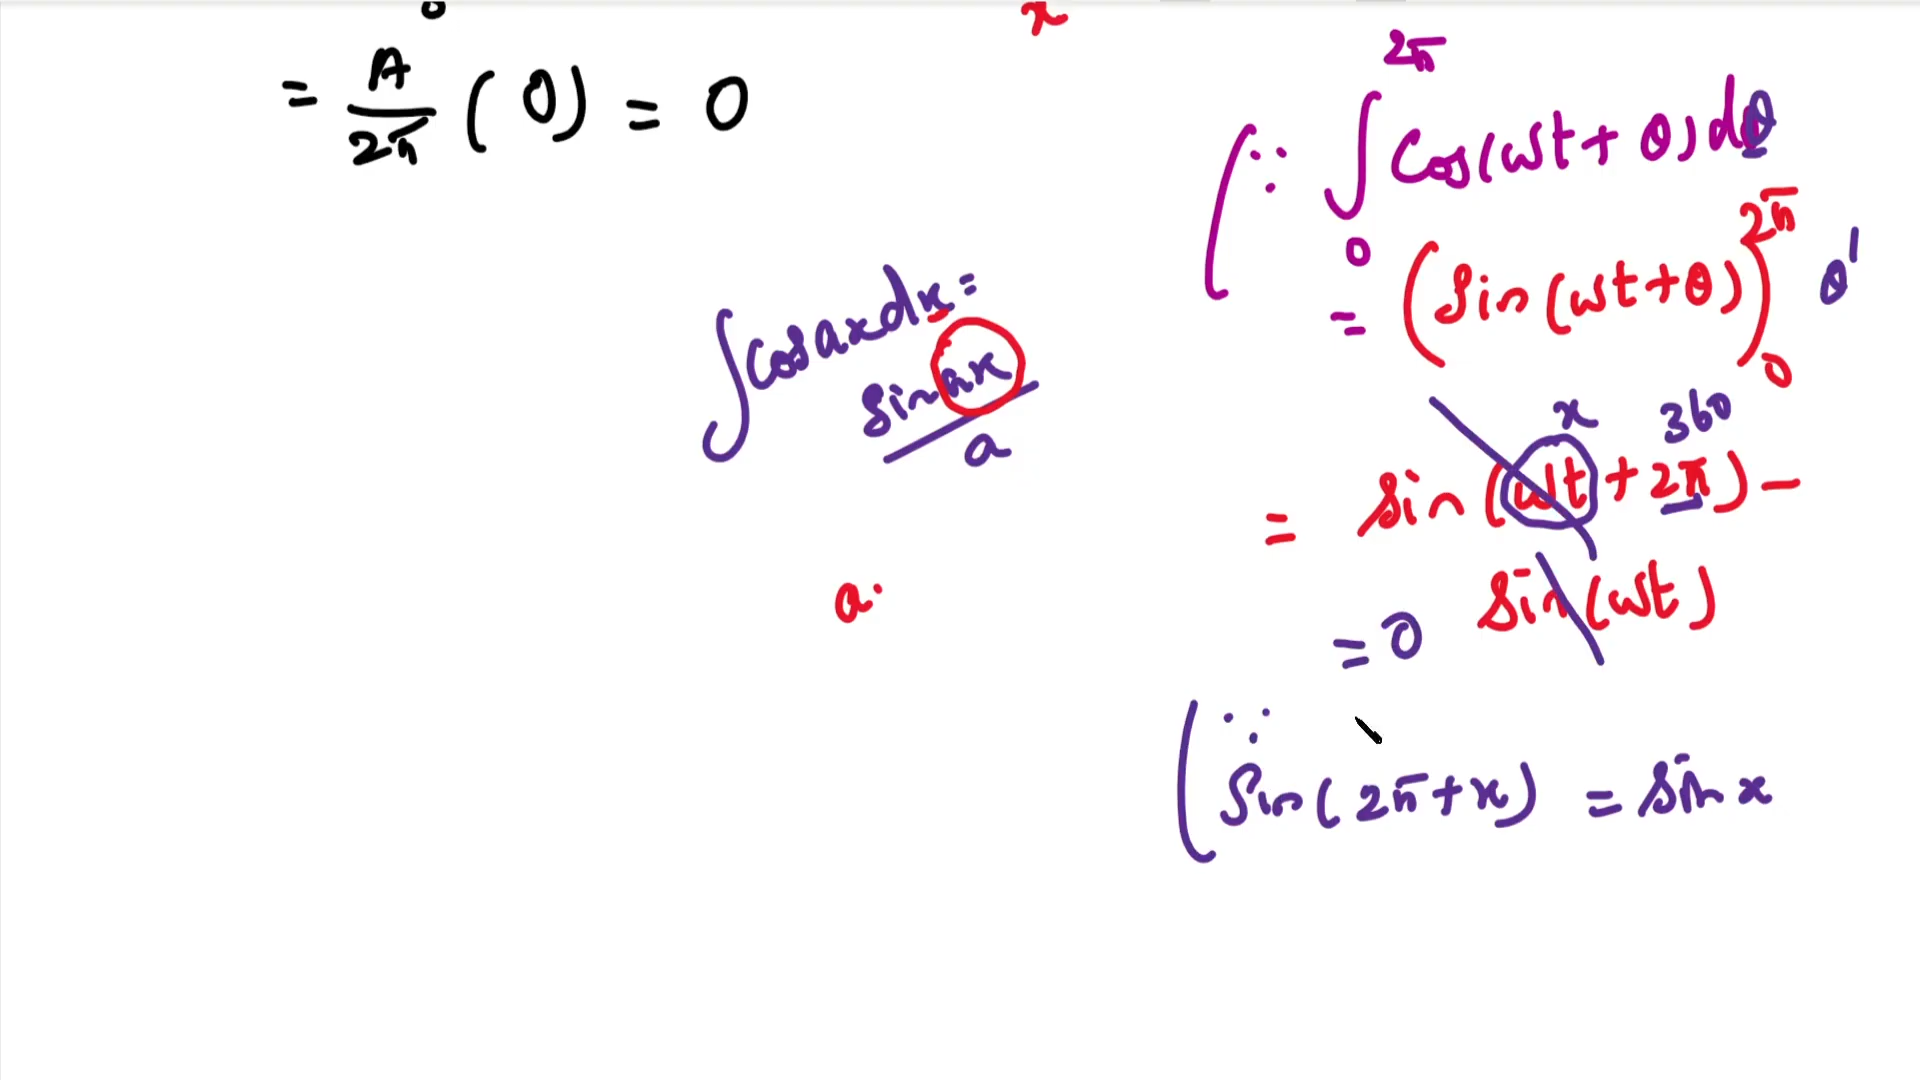 = A/2π ( 0 ) = 0
∫ cos ax dx =
sin ax / a
a.
x
( ∵ ∫₀^2π cos(ωt + θ) dθ
= ( sin (ωt + θ) )₀^2π θ'
x 360
= sin (ωt + 2π) -
sin (ωt)
= 0
( ∵
sin ( 2π + x ) = sin x